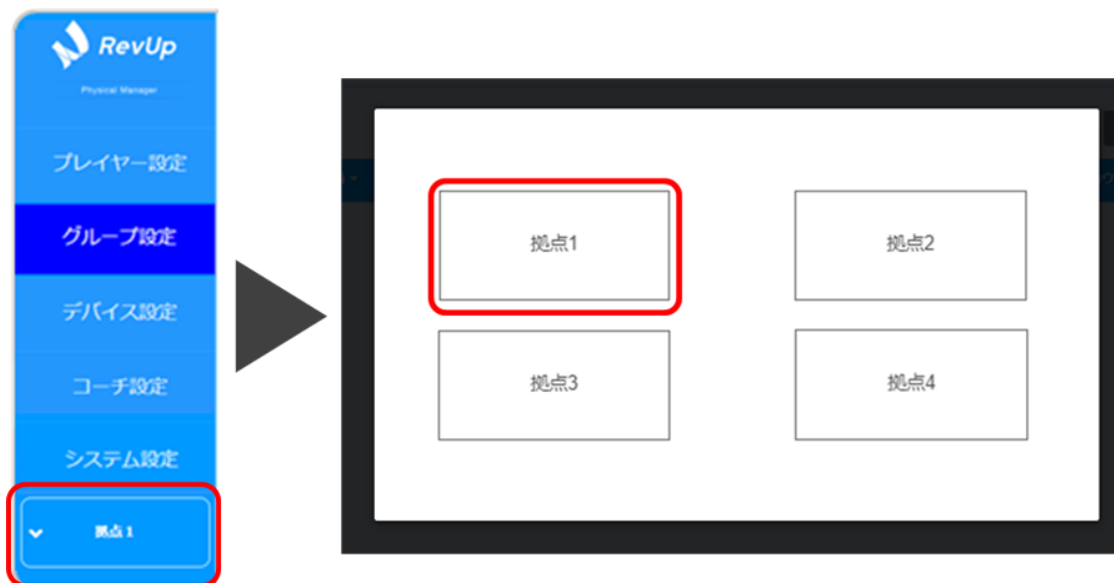 RevUp
Physical Manager
プレイヤー設定
グループ設定
デバイス設定
コーチ設定
システム設定
拠点1
拠点1
拠点2
拠点3
拠点4